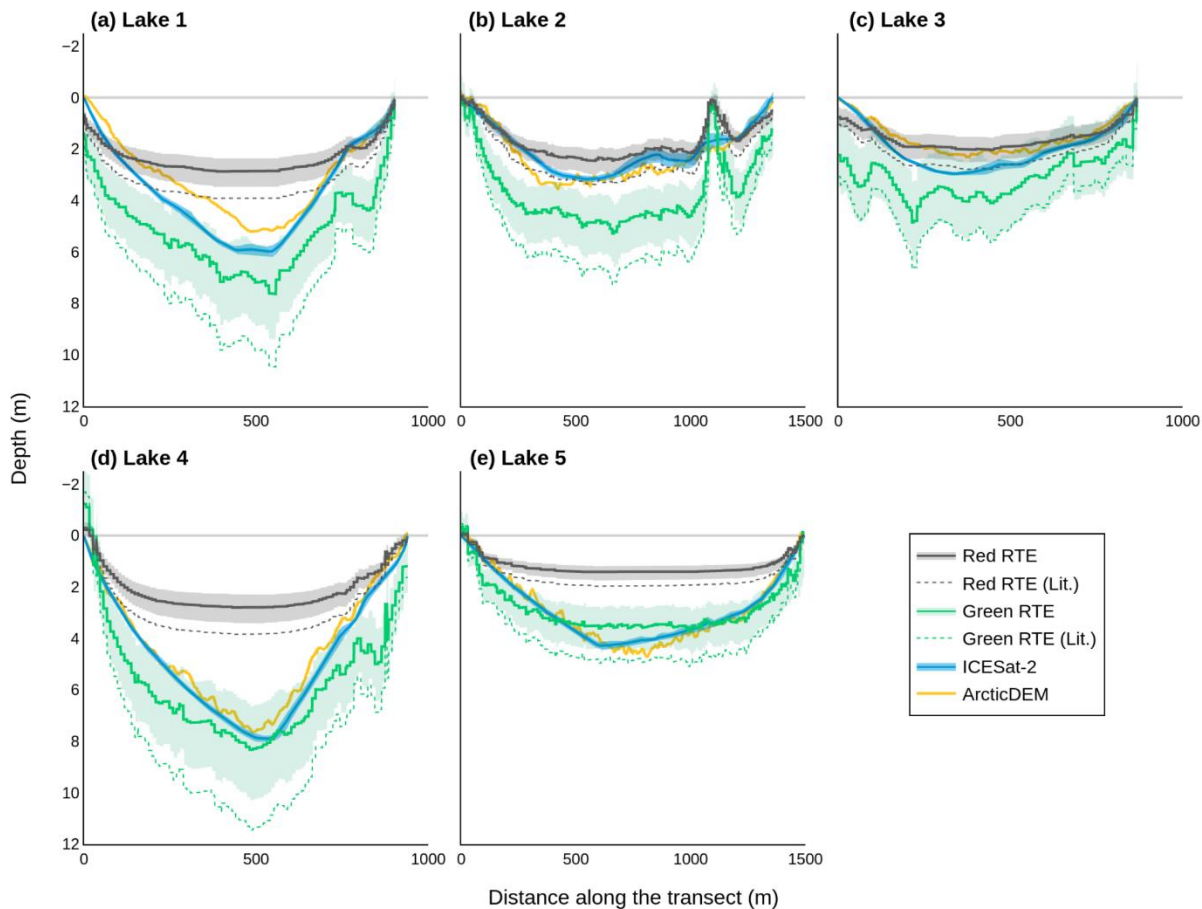 (a) Lake 1
(b) Lake 2
(c) Lake 3
−2
0
2
4
6
8
10
12
0
500
1000
0
500
1000
1500
0
500
1000
Depth (m)
(d) Lake 4
(e) Lake 5
−2
0
2
4
6
8
10
12
0
500
1000
0
500
1000
1500
Red RTE
Red RTE (Lit.)
Green RTE
Green RTE (Lit.)
ICESat-2
ArcticDEM
Distance along the transect (m)